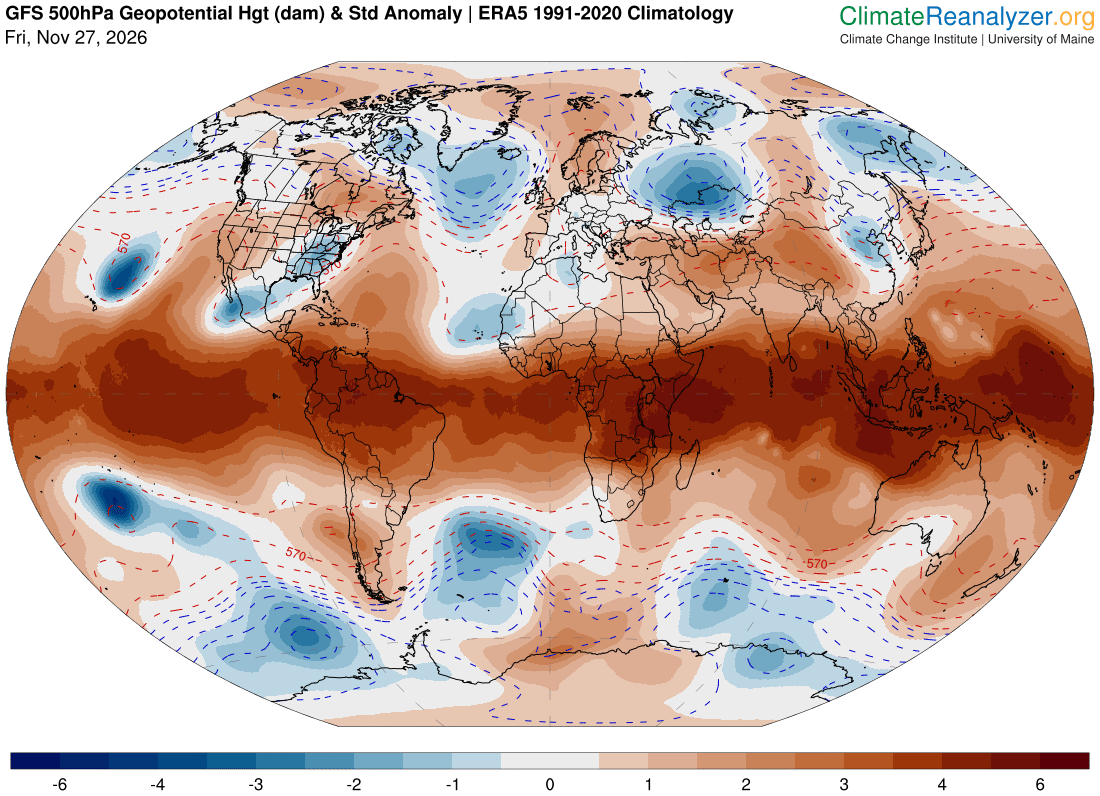 GFS 500hPa Geopotential Hgt (dam) & Std Anomaly | ERA5 1991-2020 Climatology
Fri, Nov 27, 2026
ClimateReanalyzer.org
Climate Change Institute | University of Maine
570
570
570
570
-6 -4 -3 -2 -1 0 1 2 3 4 6